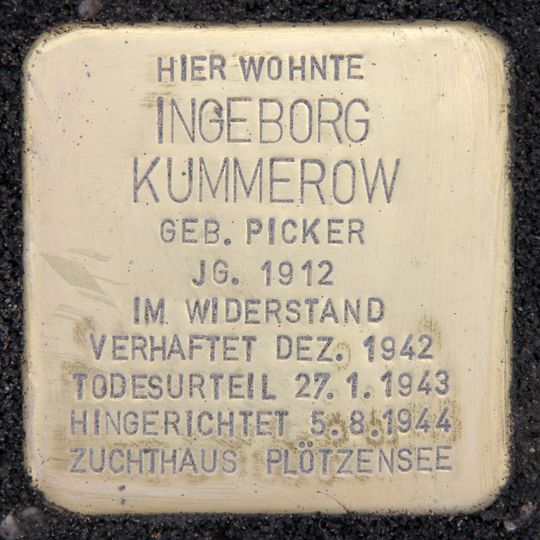 HIER WOHNTE
INGEBORG
KUMMEROW
GEB. PICKER
JG. 1912
IM WIDERSTAND
VERHAFTET DEZ. 1942
TODESURTEIL 27.1.1943
HINGERICHTET 5.8.1944
ZUCHTHAUS PLÖTZENSEE